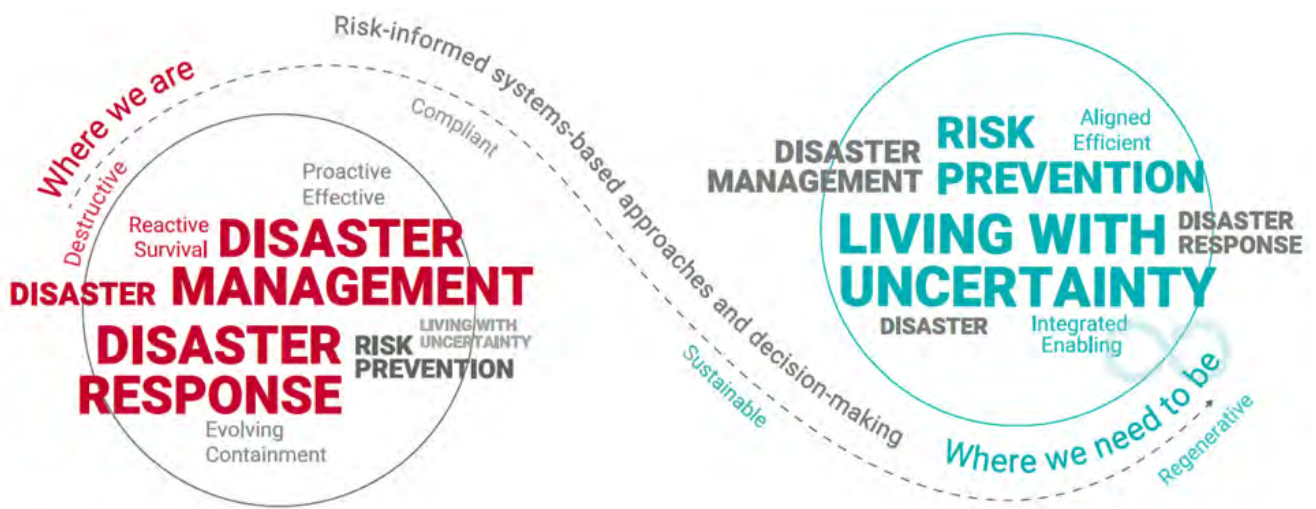 Where we are
Destructive
Risk-informed systems-based approaches and decision-making
Compliant
Proactive
Effective
Reactive
Survival
DISASTER
MANAGEMENT
DISASTER
DISASTER
RESPONSE
RISK
PREVENTION
LIVING WITH
UNCERTAINTY
Evolving
Containment
Sustainable
DISASTER
MANAGEMENT
RISK
PREVENTION
Aligned
Efficient
LIVING WITH
UNCERTAINTY
DISASTER
RESPONSE
DISASTER
Integrated
Enabling
Where we need to be
Regenerative